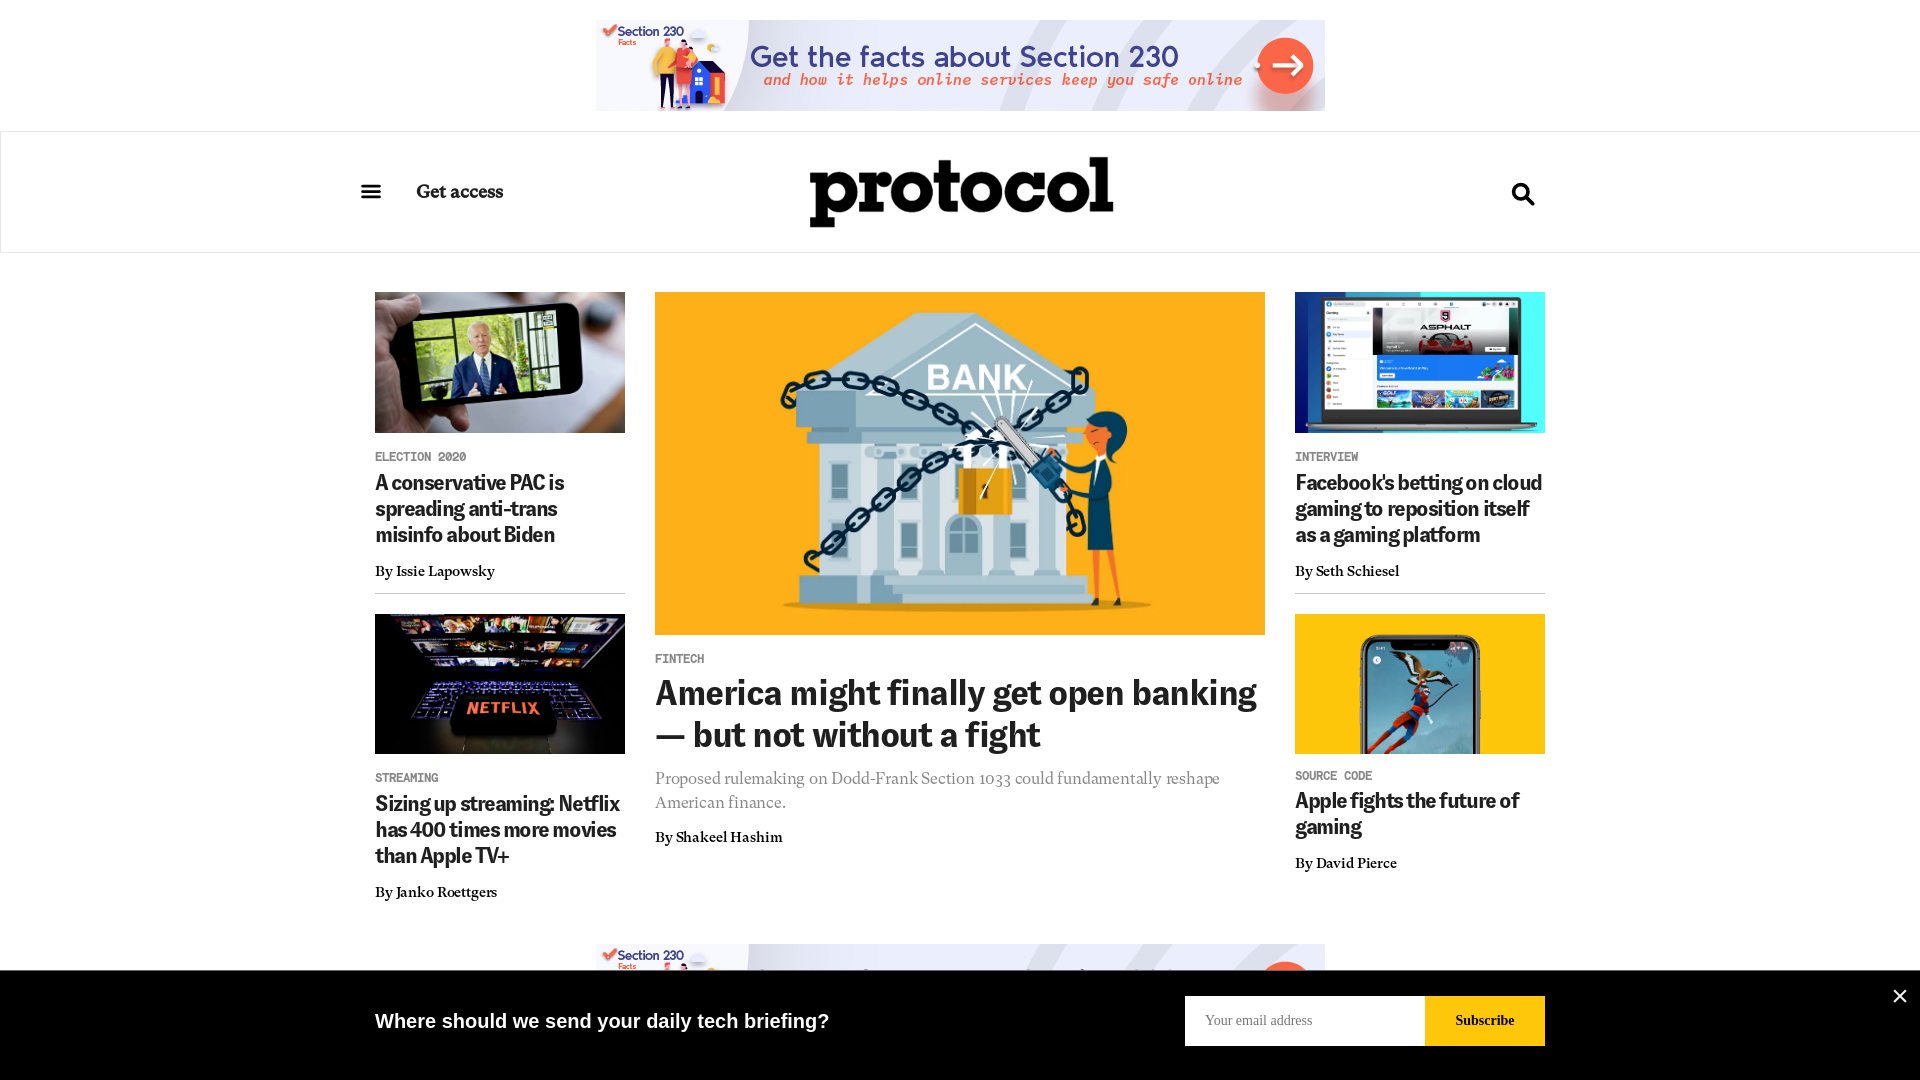 Section 230
Facts
Get the facts about Section 230
and how it helps online services keep you safe online
Get access
protocol
ELECTION 2020
A conservative PAC is
spreading anti-trans
misinfo about Biden
By Issie Lapowsky
NETFLIX
STREAMING
Sizing up streaming: Netflix
has 400 times more movies
than Apple TV+
By Janko Roettgers
BANK
FINTECH
America might finally get open banking
— but not without a fight
Proposed rulemaking on Dodd-Frank Section 1033 could fundamentally reshape
American finance.
By Shakeel Hashim
ASPHALT
INTERVIEW
Facebook's betting on cloud
gaming to reposition itself
as a gaming platform
By Seth Schiesel
SOURCE CODE
Apple fights the future of
gaming
By David Pierce
Section 230
Facts
Where should we send your daily tech briefing?
Your email address
Subscribe